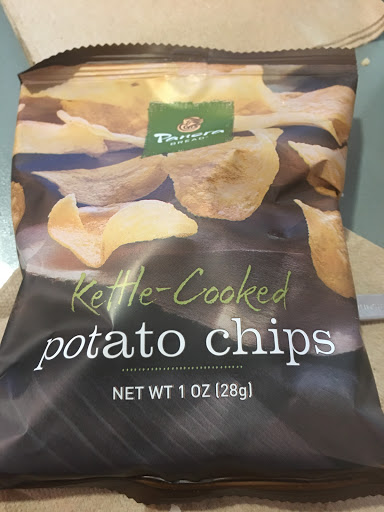 Panera
BREAD®
Kettle-Cooked
potato chips
NET WT 1 OZ (28g)